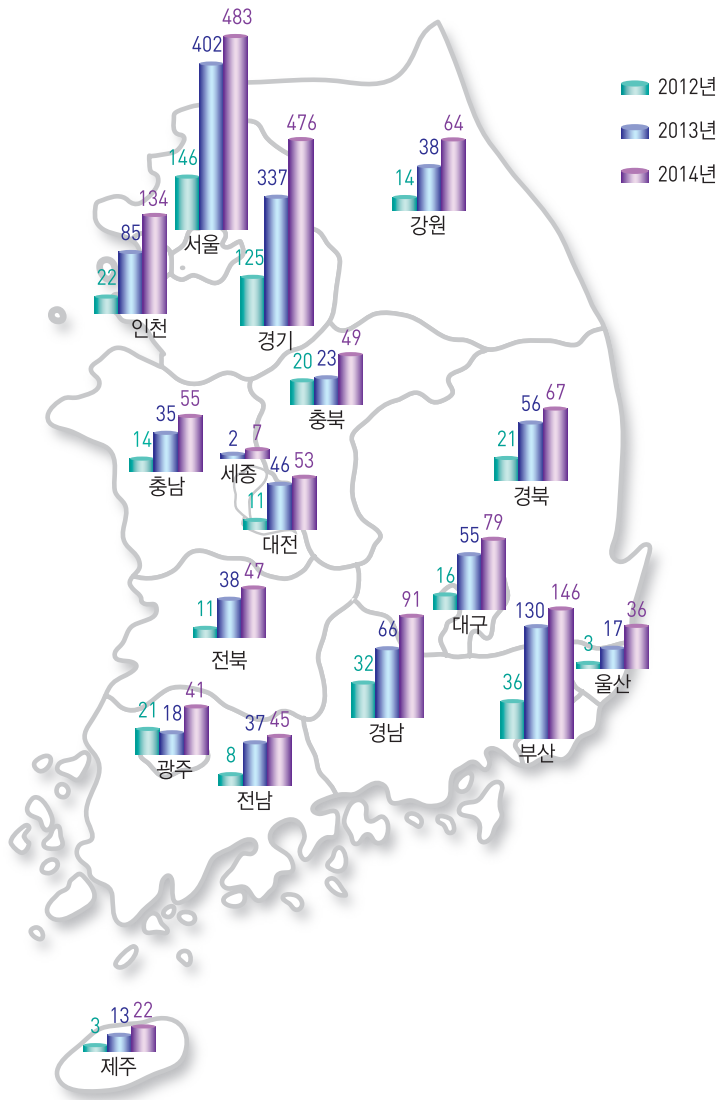 2012년
2013년
2014년
146 402 483
서울
125 337 476
경기
22 85 134
인천
14 38 64
강원
20 23 49
충북
14 35 55
충남
2 7
세종
11 46 53
대전
21 56 67
경북
16 55 79
대구
11 38 47
전북
32 66 91
경남
36 130 146
부산
3 17 36
울산
21 18 41
광주
8 37 45
전남
3 13 22
제주